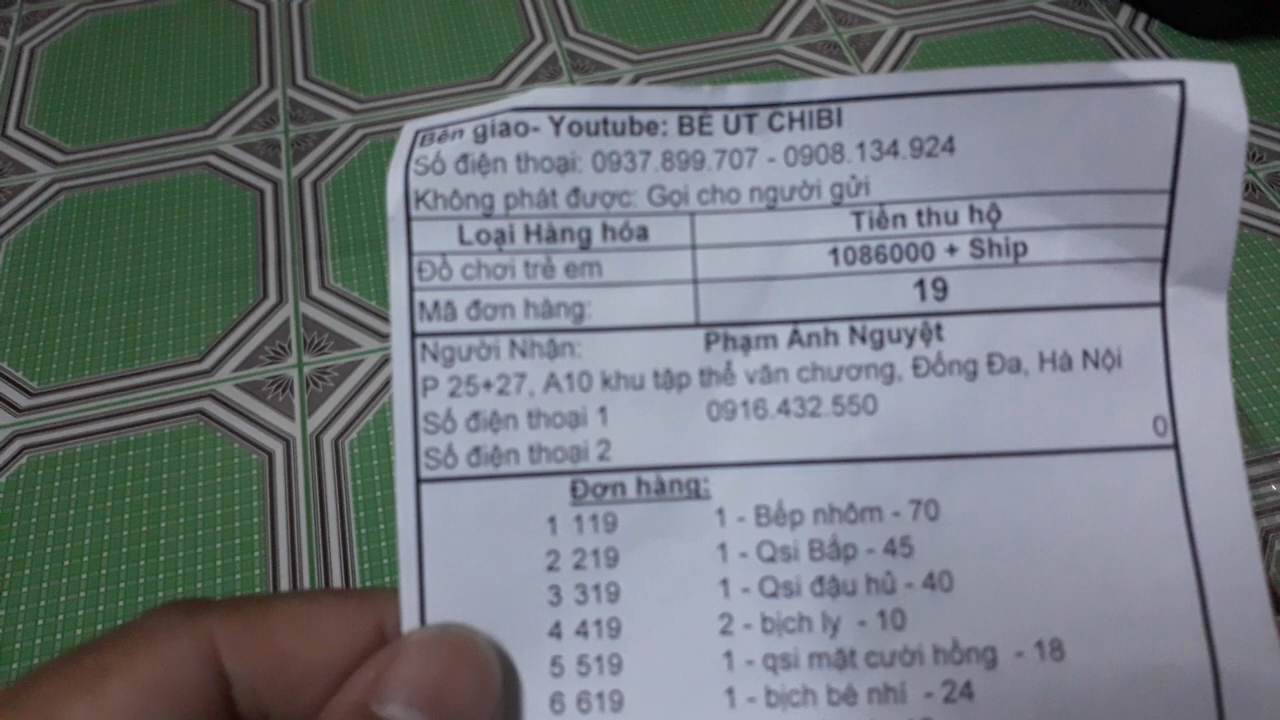 Bên giao- Youtube: BÉ ÚT CHIBI
Số điện thoại: 0937.899.707 - 0908.134.924
Không phát được: Gọi cho người gửi
Loại Hàng hóa Tiền thu hộ
Đồ chơi trẻ em 1086000 + Ship
Mã đơn hàng: 19
Người Nhận: Phạm Ánh Nguyệt
P 25+27, A10 khu tập thể văn chương, Đống Đa, Hà Nội
Số điện thoại 1 0916.432.550
Số điện thoại 2 0
Đơn hàng:
1 119 1 - Bếp nhôm - 70
2 219 1 - Qsi Bắp - 45
3 319 1 - Qsi đậu hủ - 40
4 419 2 - bịch ly - 10
5 519 1 - qsi mặt cười hồng - 18
6 619 1 - bịch bê nhí - 24